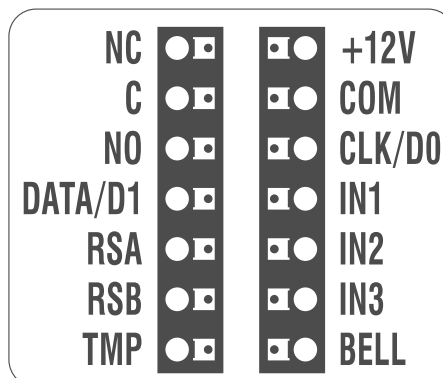 NC +12V
C COM
NO CLK/D0
DATA/D1 IN1
RSA IN2
RSB IN3
TMP BELL